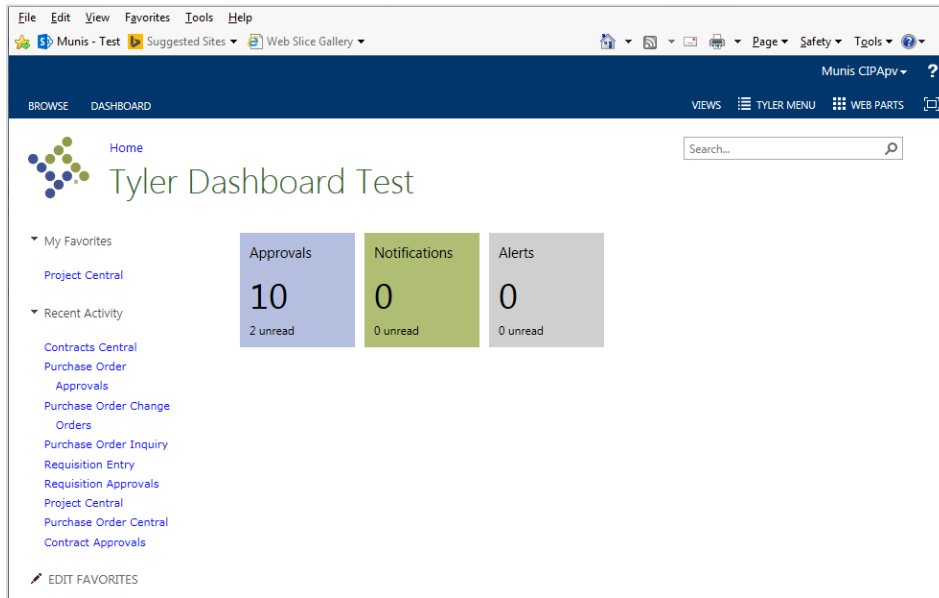 File Edit View Favorites Tools Help
Munis - Test Suggested Sites Web Slice Gallery Page Safety Tools
Munis CIPApv ?
BROWSE DASHBOARD VIEWS TYLER MENU WEB PARTS
Home
Search...
Tyler Dashboard Test
My Favorites
Project Central
Recent Activity
Contracts Central
Purchase Order
Approvals
Purchase Order Change
Orders
Purchase Order Inquiry
Requisition Entry
Requisition Approvals
Project Central
Purchase Order Central
Contract Approvals
EDIT FAVORITES
Approvals
10
2 unread
Notifications
0
0 unread
Alerts
0
0 unread